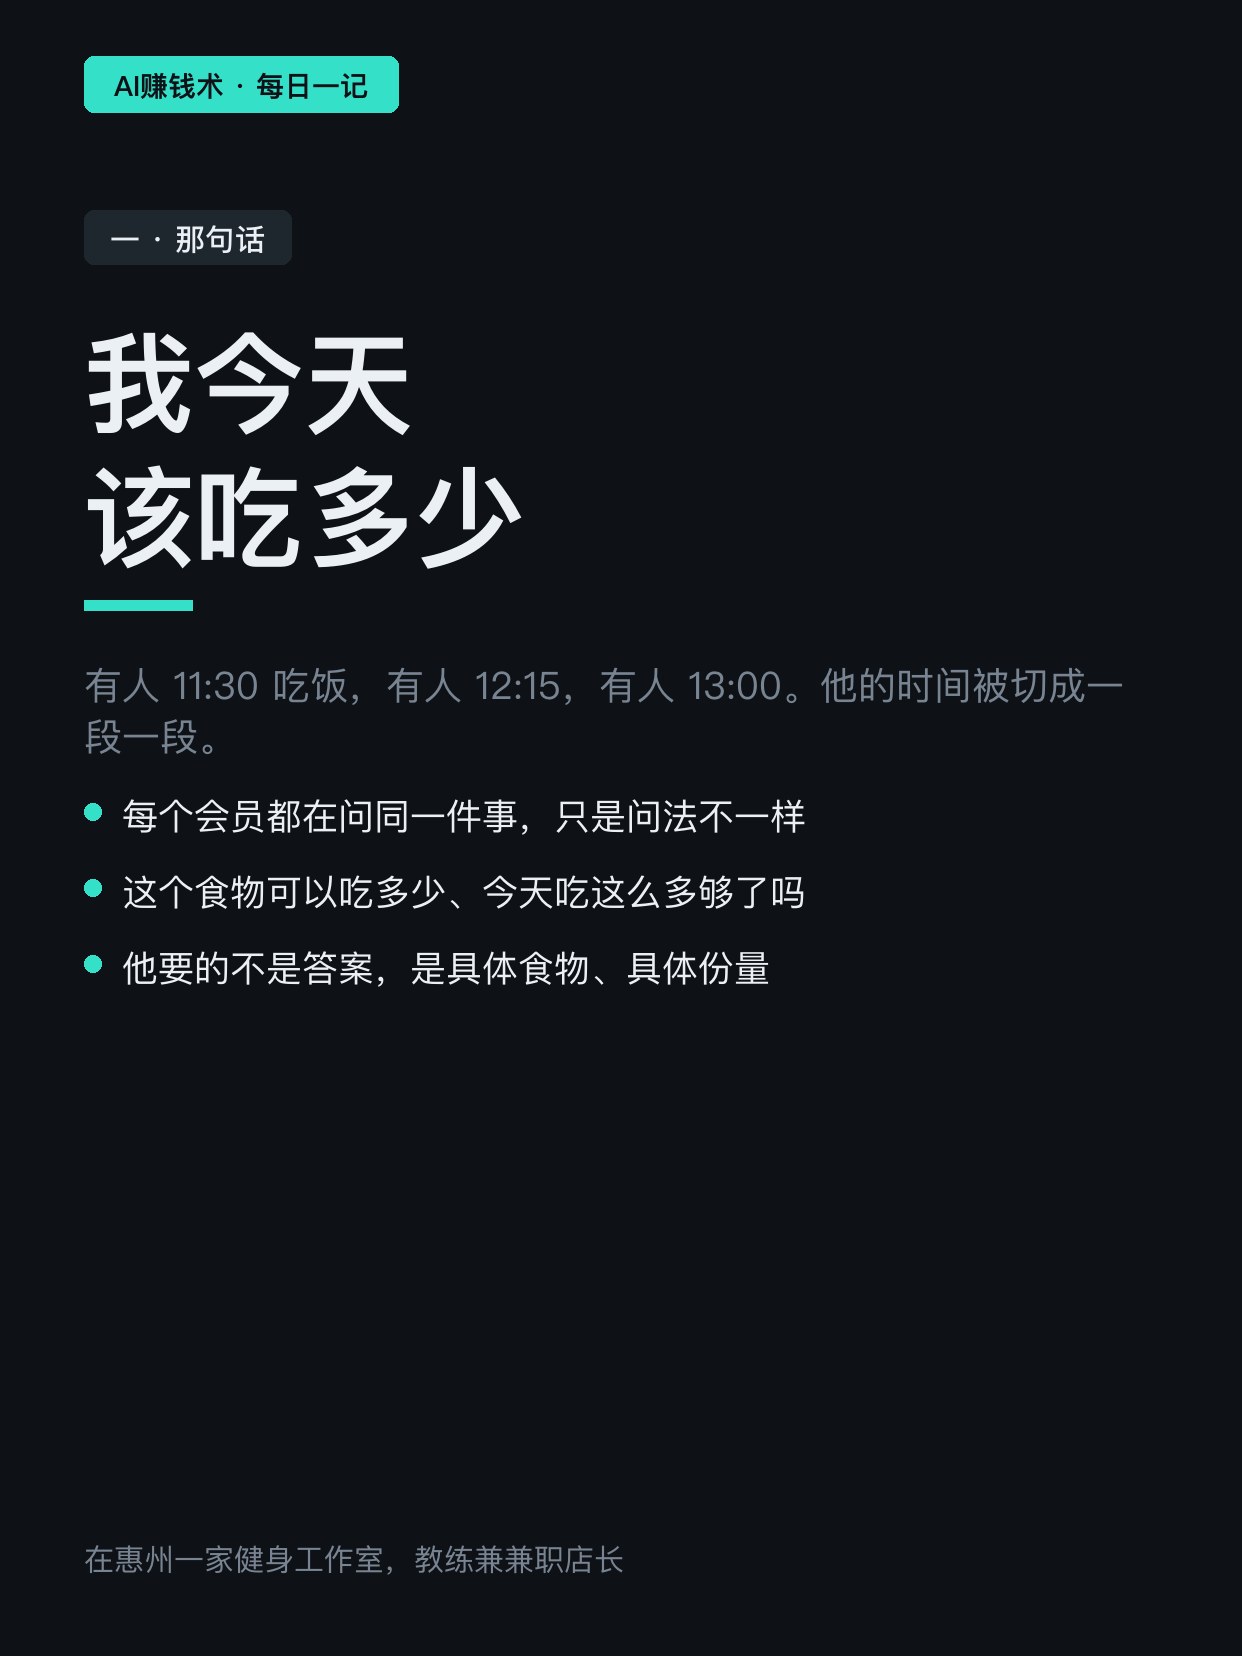 AI赚钱术 · 每日一记
一 · 那句话
我今天
该吃多少
有人 11:30 吃饭，有人 12:15，有人 13:00。他的时间被切成一
段一段。
每个会员都在问同一件事，只是问法不一样
这个食物可以吃多少、今天吃这么多够了吗
他要的不是答案，是具体食物、具体份量
在惠州一家健身工作室，教练兼兼职店长